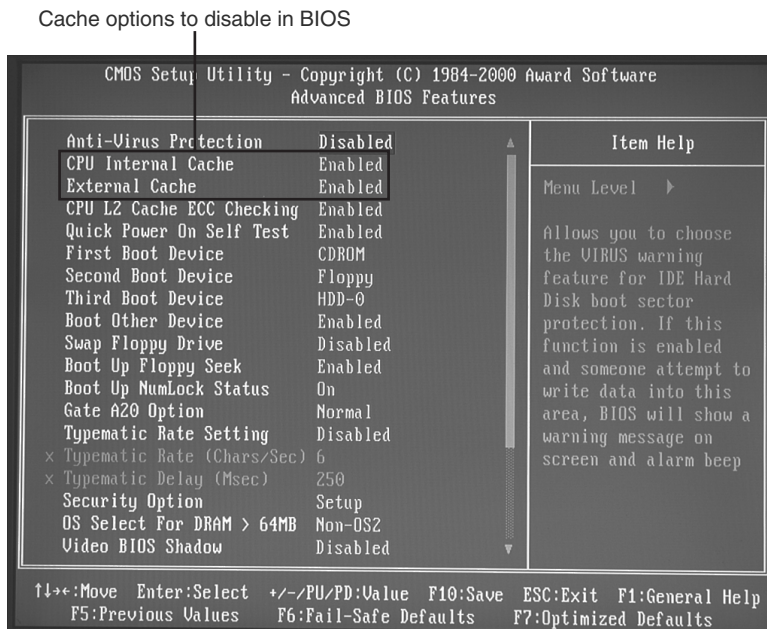 Cache options to disable in BIOS
CMOS Setup Utility - Copyright (C) 1984-2000 Award Software
Advanced BIOS Features
Anti-Virus Protection Disabled
CPU Internal Cache Enabled
External Cache Enabled
CPU L2 Cache ECC Checking Enabled
Quick Power On Self Test Enabled
First Boot Device CDROM
Second Boot Device Floppy
Third Boot Device HDD-0
Boot Other Device Enabled
Swap Floppy Drive Disabled
Boot Up Floppy Seek Enabled
Boot Up NumLock Status On
Gate A20 Option Normal
Typematic Rate Setting Disabled
x Typematic Rate (Chars/Sec) 6
x Typematic Delay (Msec) 250
Security Option Setup
OS Select For DRAM > 64MB Non-OS2
Video BIOS Shadow Disabled
Item Help
Menu Level
Allows you to choose
the VIRUS warning
feature for IDE Hard
Disk boot sector
protection. If this
function is enabled
and someone attempt to
write data into this
area, BIOS will show a
warning message on
screen and alarm beep
↑↓→←:Move Enter:Select +/-/PU/PD:Value F10:Save ESC:Exit F1:General Help
F5:Previous Values F6:Fail-Safe Defaults F7:Optimized Defaults